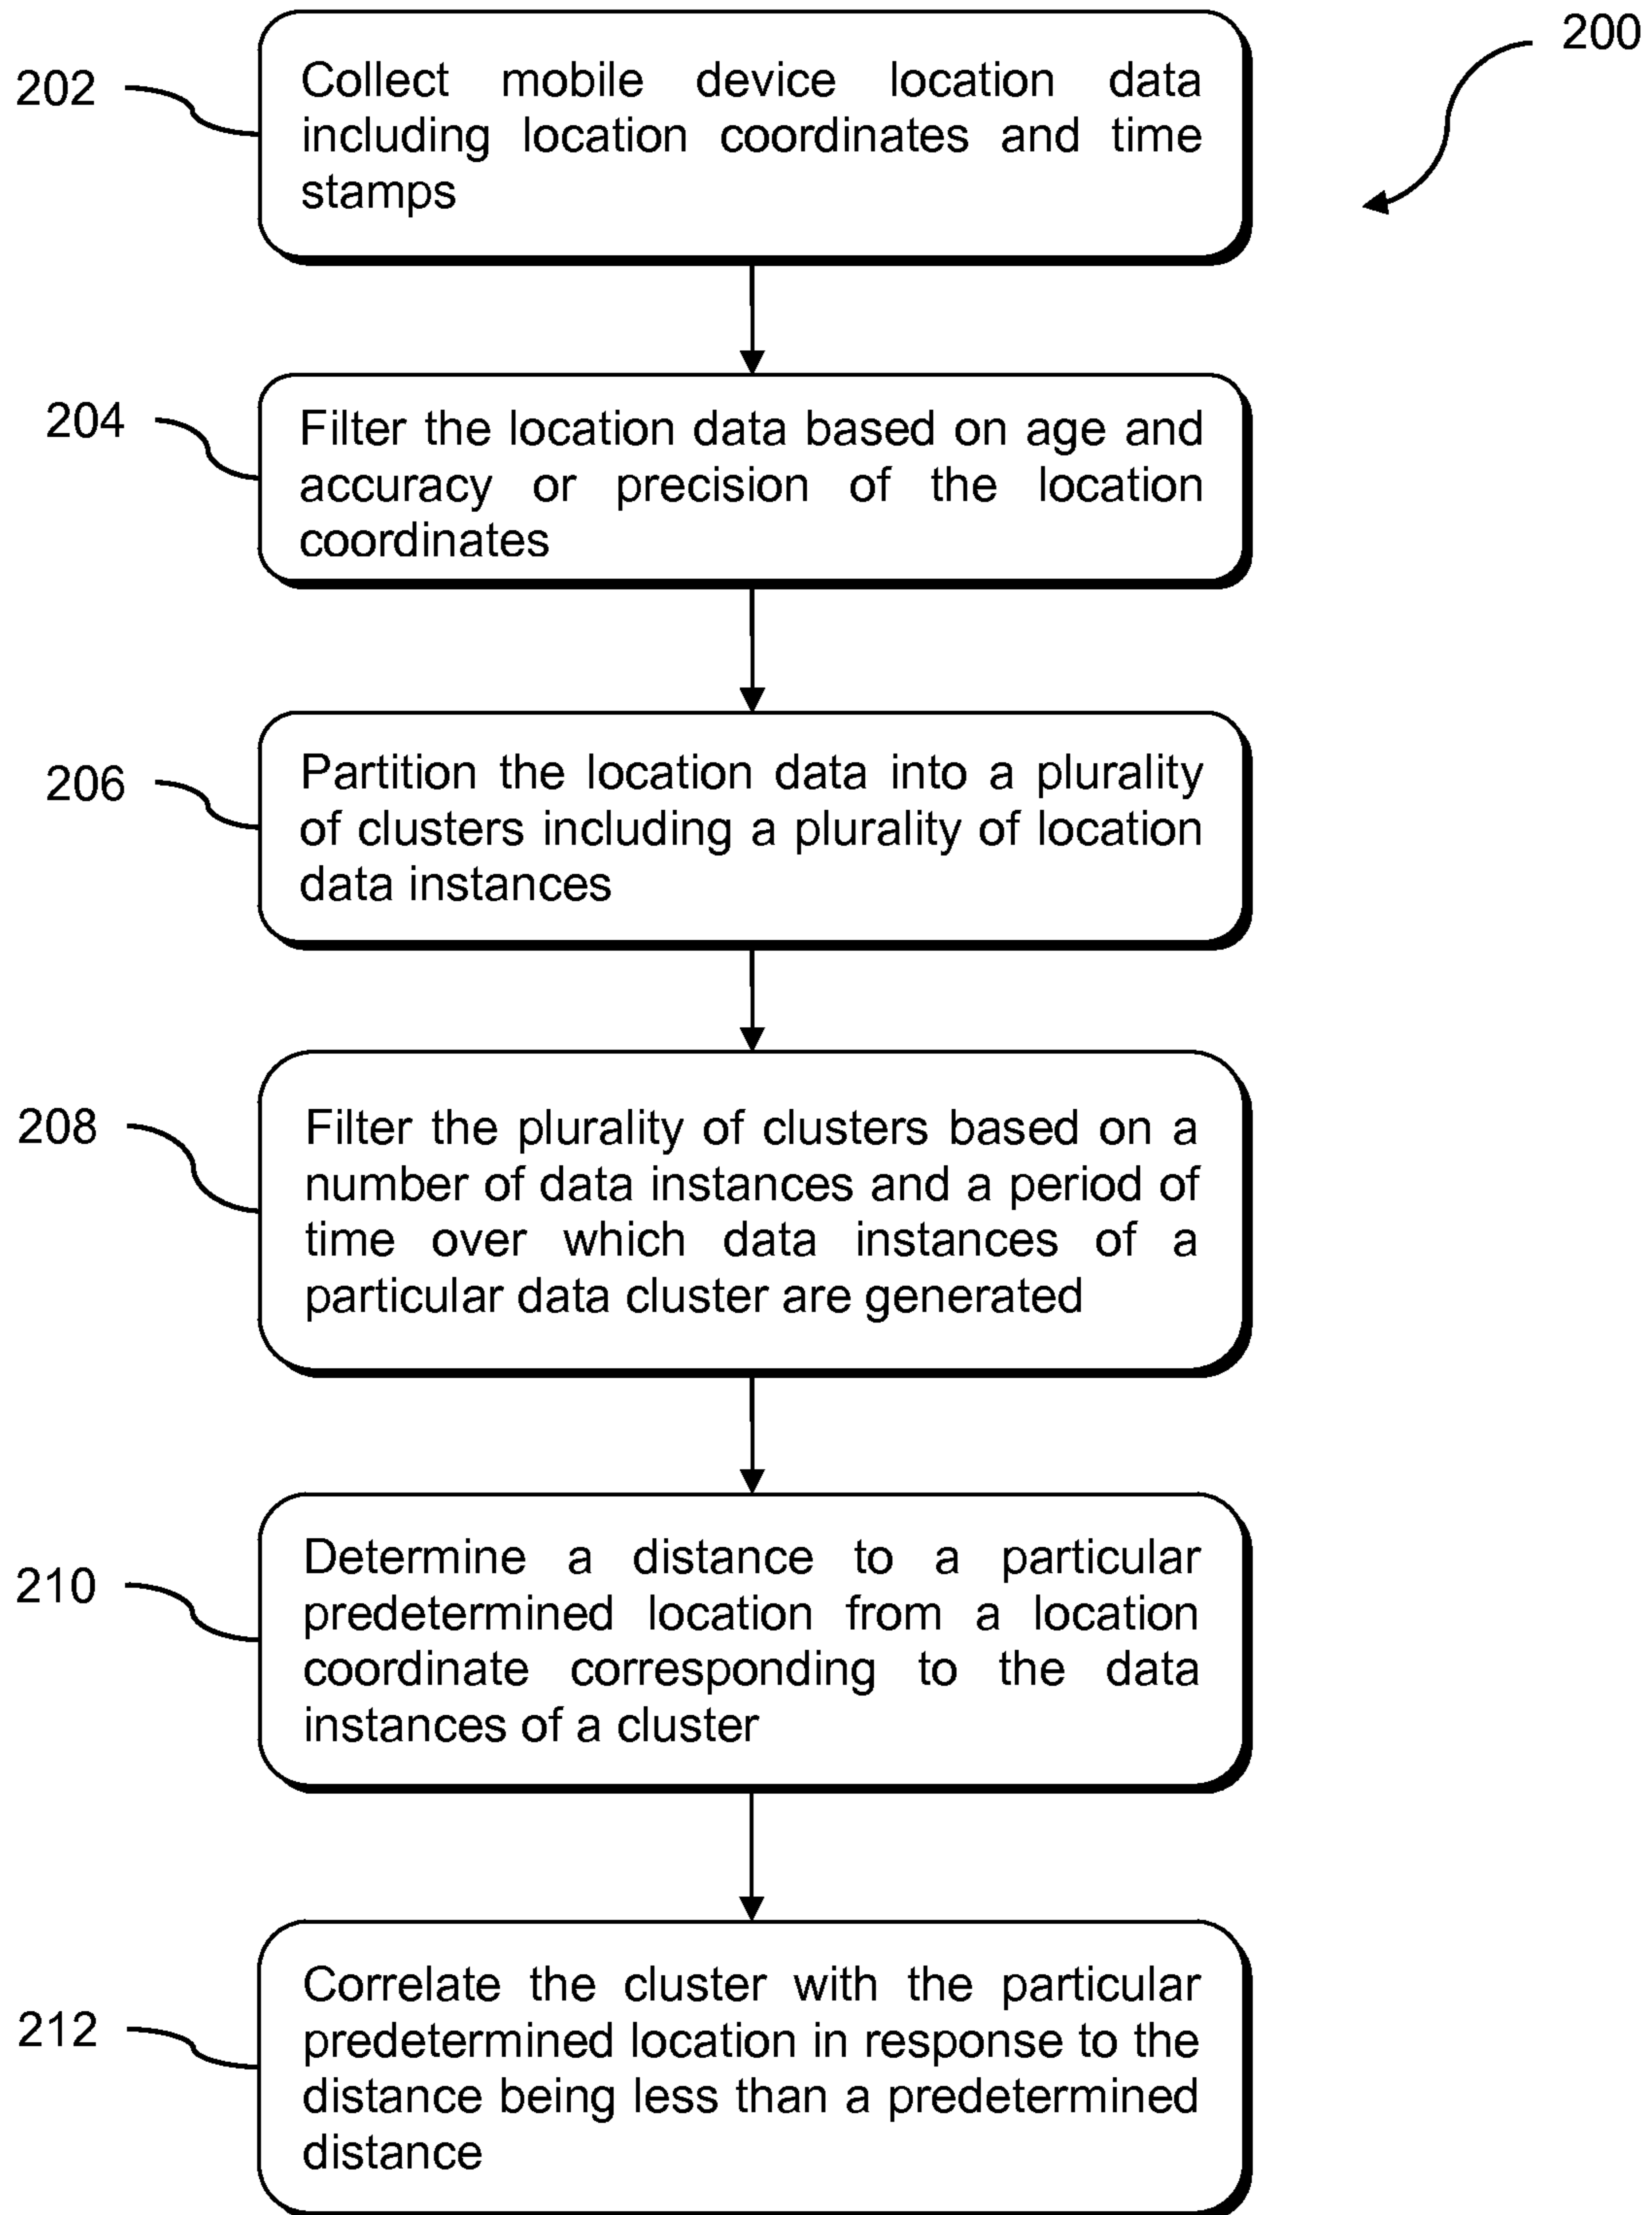 200
202
Collect mobile device location data
including location coordinates and time
stamps
204
Filter the location data based on age and
accuracy or precision of the location
coordinates
206
Partition the location data into a plurality
of clusters including a plurality of location
data instances
208
Filter the plurality of clusters based on a
number of data instances and a period of
time over which data instances of a
particular data cluster are generated
210
Determine a distance to a particular
predetermined location from a location
coordinate corresponding to the data
instances of a cluster
212
Correlate the cluster with the particular
predetermined location in response to the
distance being less than a predetermined
distance